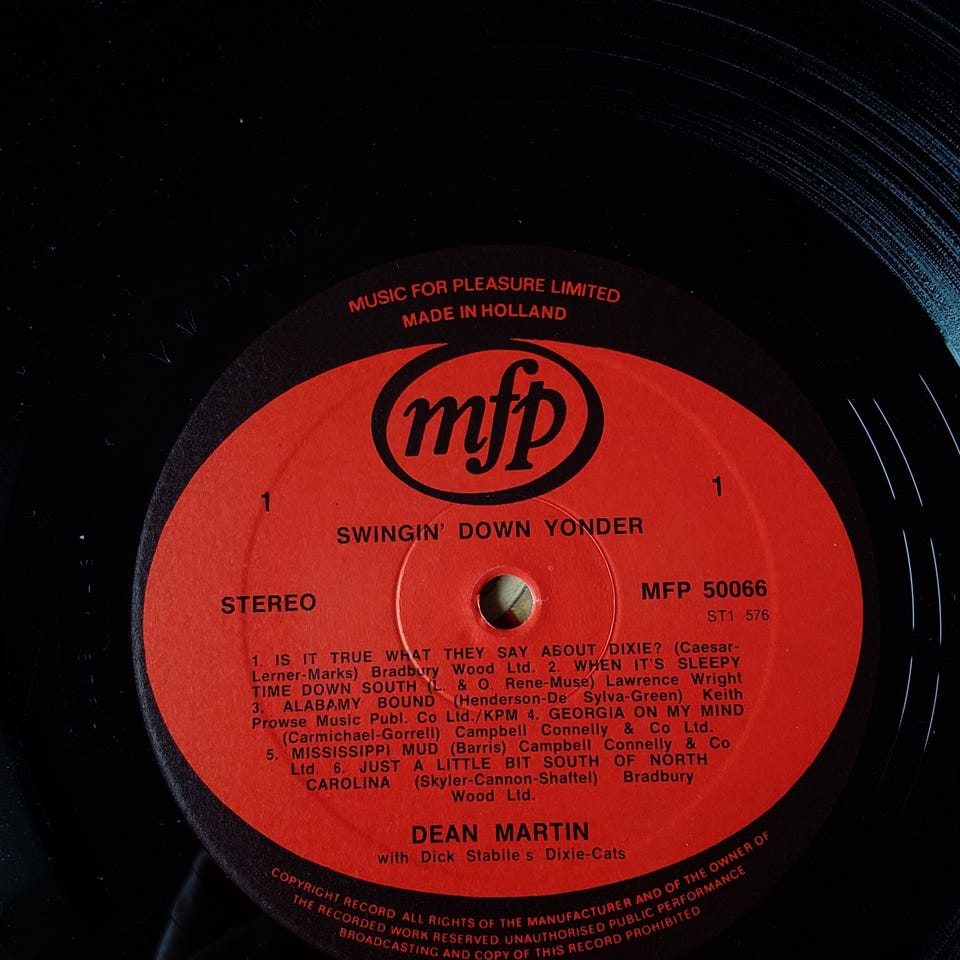 MUSIC FOR PLEASURE LIMITED
MADE IN HOLLAND
mfp
1 1
SWINGIN' DOWN YONDER
STEREO MFP 50066
ST1 576
1. IS IT TRUE WHAT THEY SAY ABOUT DIXIE? (Caesar-
Lerner-Marks) Bradbury Wood Ltd. 2. WHEN IT'S SLEEPY
TIME DOWN SOUTH (L. & O. Rene-Muse) Lawrence Wright
3. ALABAMY BOUND (Henderson-De Sylva-Green) Keith
Prowse Music Publ. Co Ltd./KPM 4. GEORGIA ON MY MIND
(Carmichael-Gorrell) Campbell Connelly & Co Ltd.
5. MISSISSIPPI MUD (Barris) Campbell Connelly & Co
Ltd. 6. JUST A LITTLE BIT SOUTH OF NORTH
CAROLINA (Skyler-Cannon-Shaftel) Bradbury
Wood Ltd.
DEAN MARTIN
with Dick Stabile's Dixie-Cats
COPYRIGHT RECORD ALL RIGHTS OF THE MANUFACTURER AND OF THE OWNER OF
THE RECORDED WORK RESERVED. UNAUTHORISED PUBLIC PERFORMANCE
BROADCASTING AND COPY OF THIS RECORD PROHIBITED